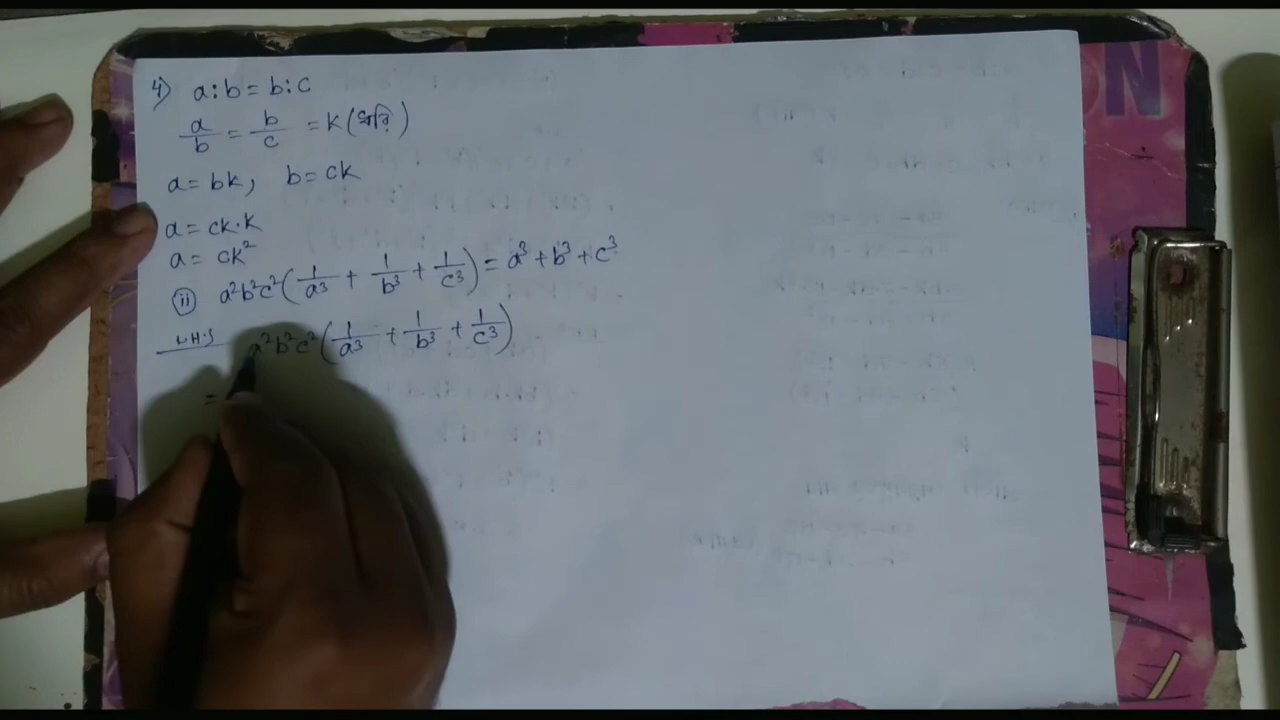 4) a:b = b:c
a/b = b/c = k (ধরি)
a = bk, b = ck
a = ck·k
a = ck²
(ii) a²b²c²(1/a³ + 1/b³ + 1/c³) = a³ + b³ + c³
L.H.S a²b²c²(1/a³ + 1/b³ + 1/c³)
=